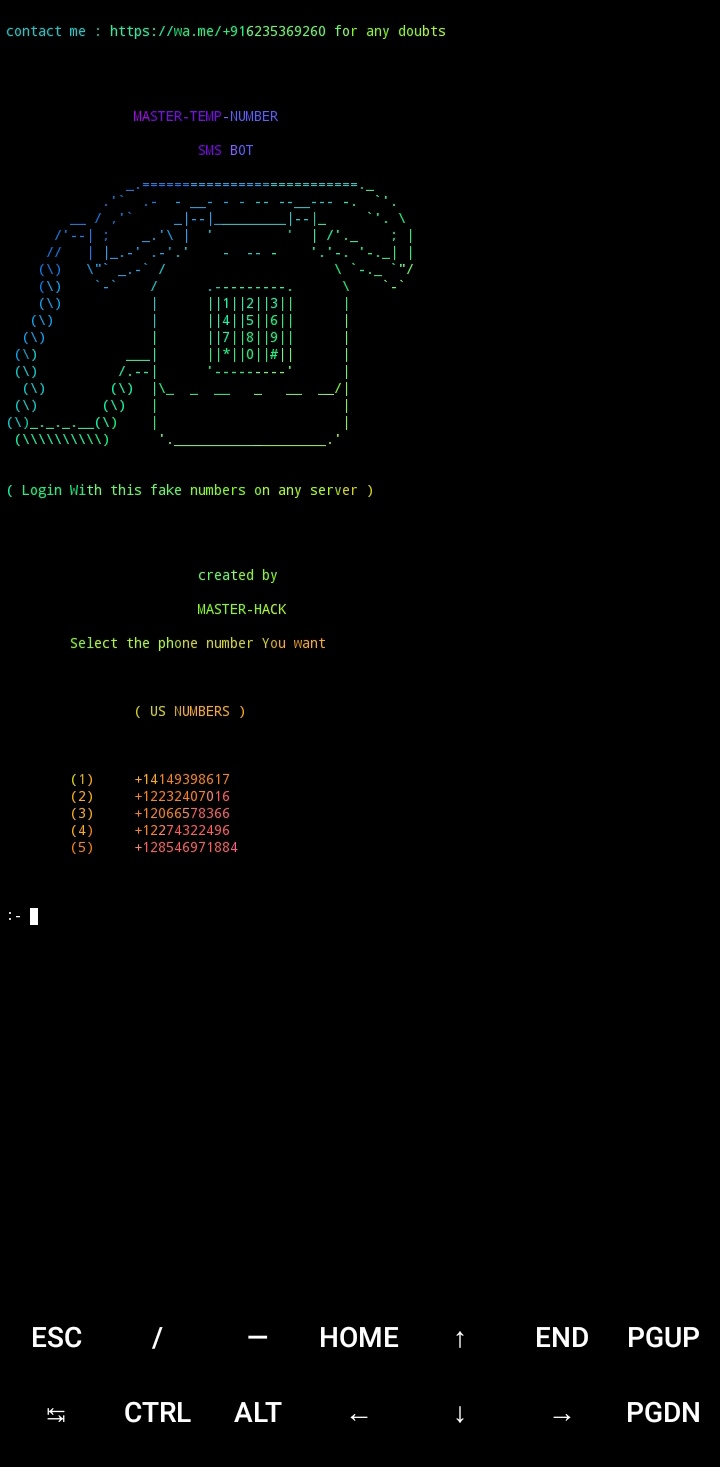 contact me : https://wa.me/+916235369260 for any doubts
MASTER-TEMP-NUMBER
SMS BOT
||1||2||3||
||4||5||6||
||7||8||9||
||*||0||#||
( Login With this fake numbers on any server )
created by
MASTER-HACK
Select the phone number You want
( US NUMBERS )
(1) +14149398617
(2) +12232407016
(3) +12066578366
(4) +12274322496
(5) +128546971884
:-
ESC / — HOME ↑ END PGUP
↹ CTRL ALT ← ↓ → PGDN